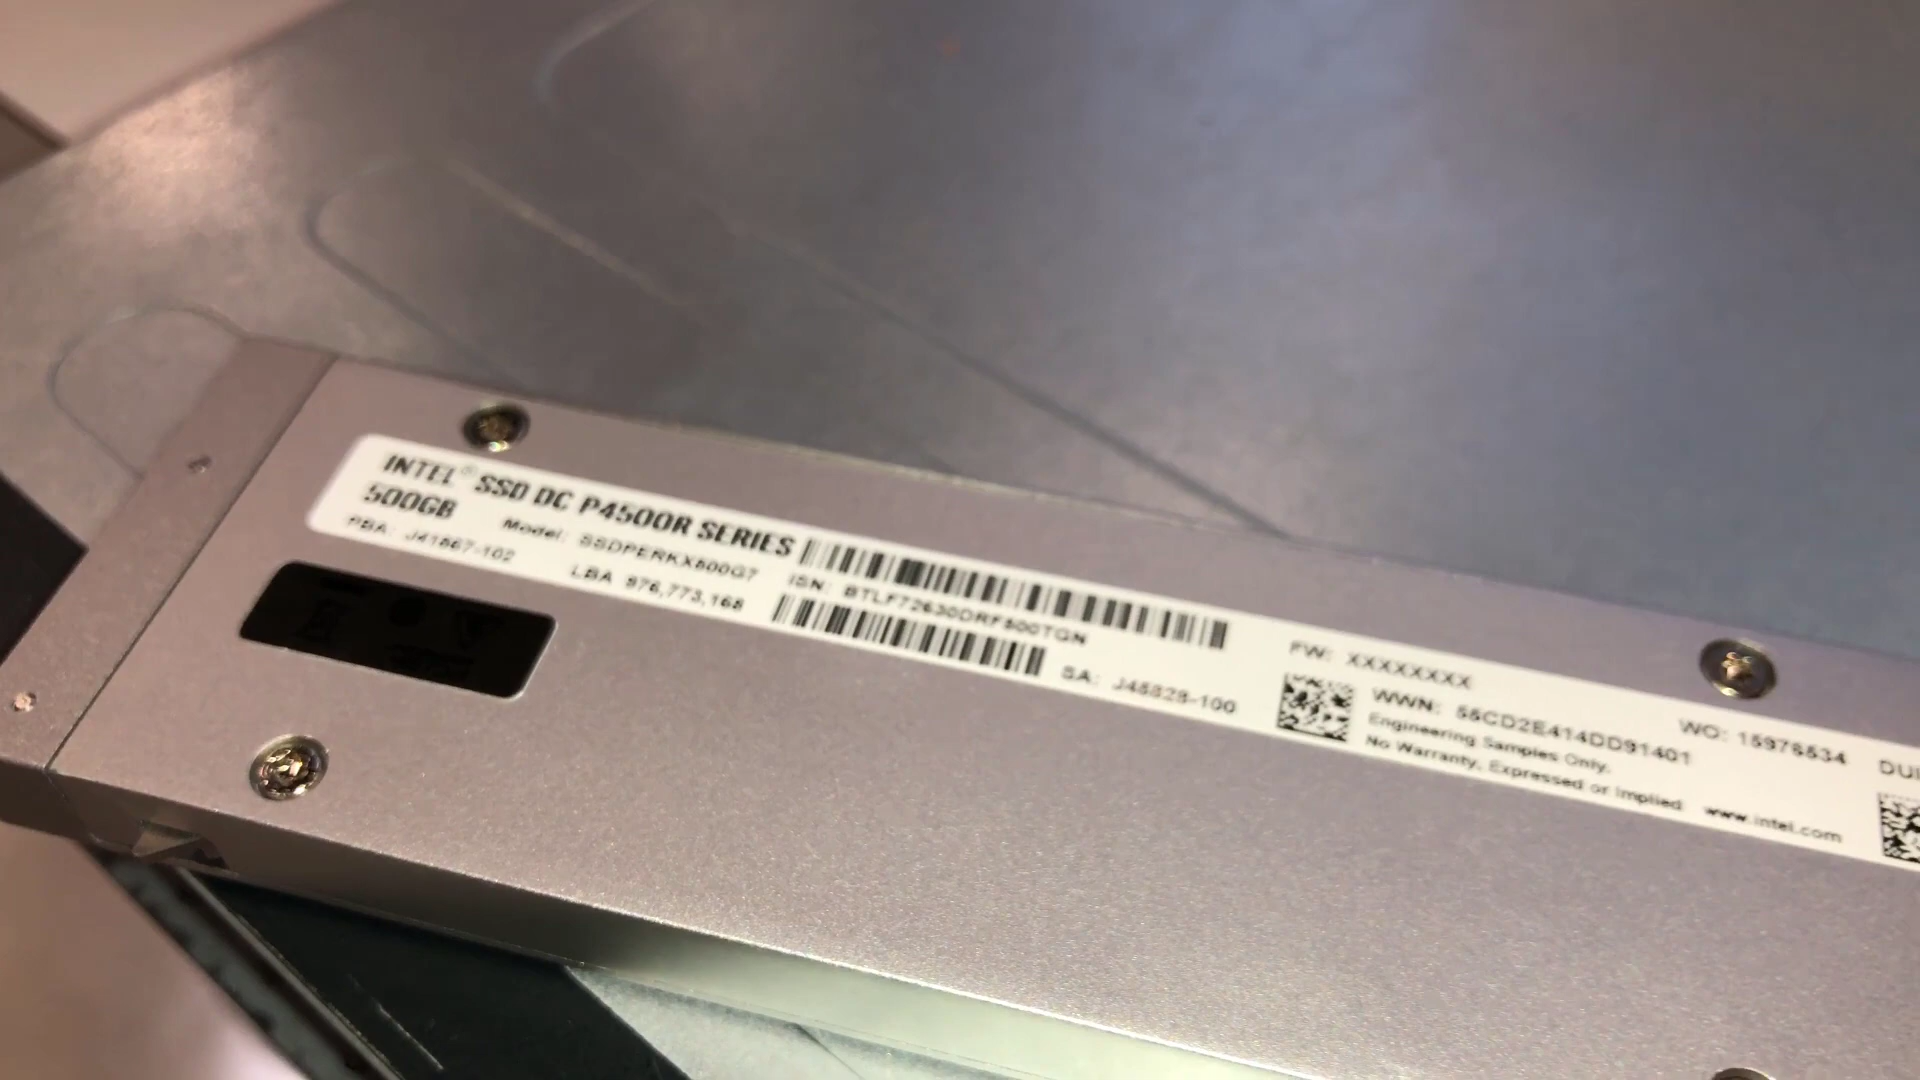 INTEL® SSD DC P4500R SERIES
500GB
Model: SSDPERKX500G7
PBA: J41567-102
LBA 976,773,168
ISN: BTLF72630DRF500TGN
SA: J48828-100
FW: XXXXXXXX
WWN: 55CD2E414DD91401
WO: 15976534
Engineering Samples Only.
No Warranty, Expressed or Implied
www.intel.com